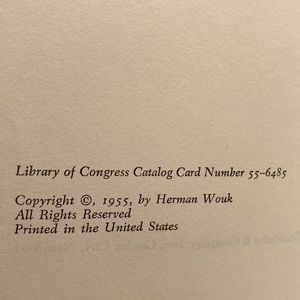 Library of Congress Catalog Card Number 55–6485
Copyright ©, 1955, by Herman Wouk
All Rights Reserved
Printed in the United States